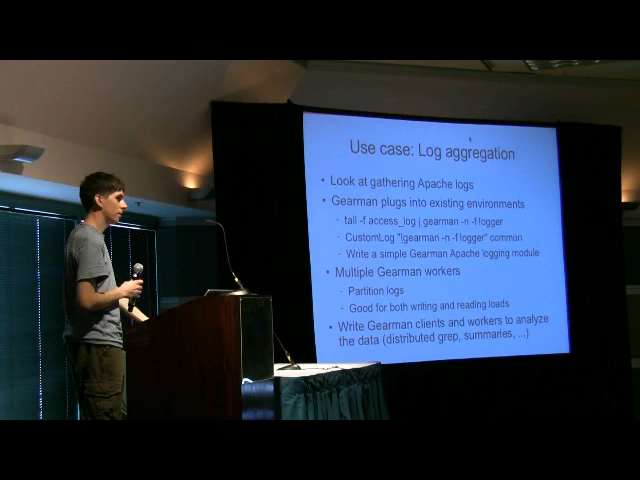 Use case: Log aggregation
• Look at gathering Apache logs
• Gearman plugs into existing environments
- tail -f access_log | gearman -n -f logger
- CustomLog "|gearman -n -f logger" common
- Write a simple Gearman Apache logging module
• Multiple Gearman workers
- Partition logs
- Good for both writing and reading loads
• Write Gearman clients and workers to analyze
the data (distributed grep, summaries, ...)